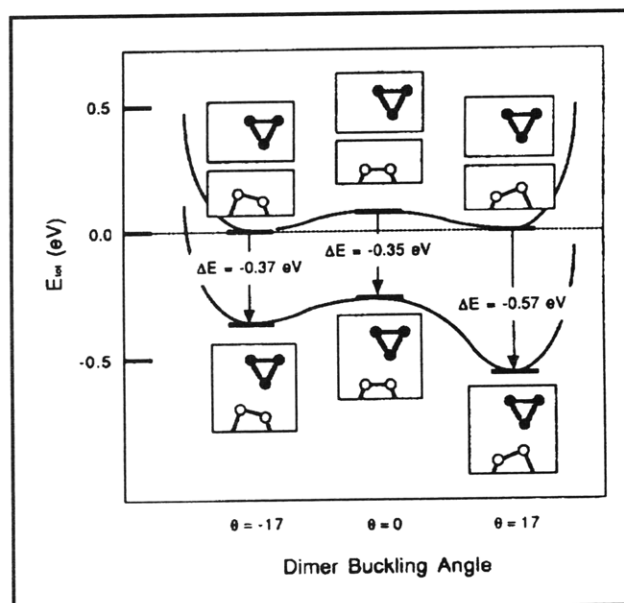 0.5
0.0
-0.5
E_tot (eV)
ΔE = -0.37 eV
ΔE = -0.35 eV
ΔE = -0.57 eV
θ = -17
θ = 0
θ = 17
Dimer Buckling Angle